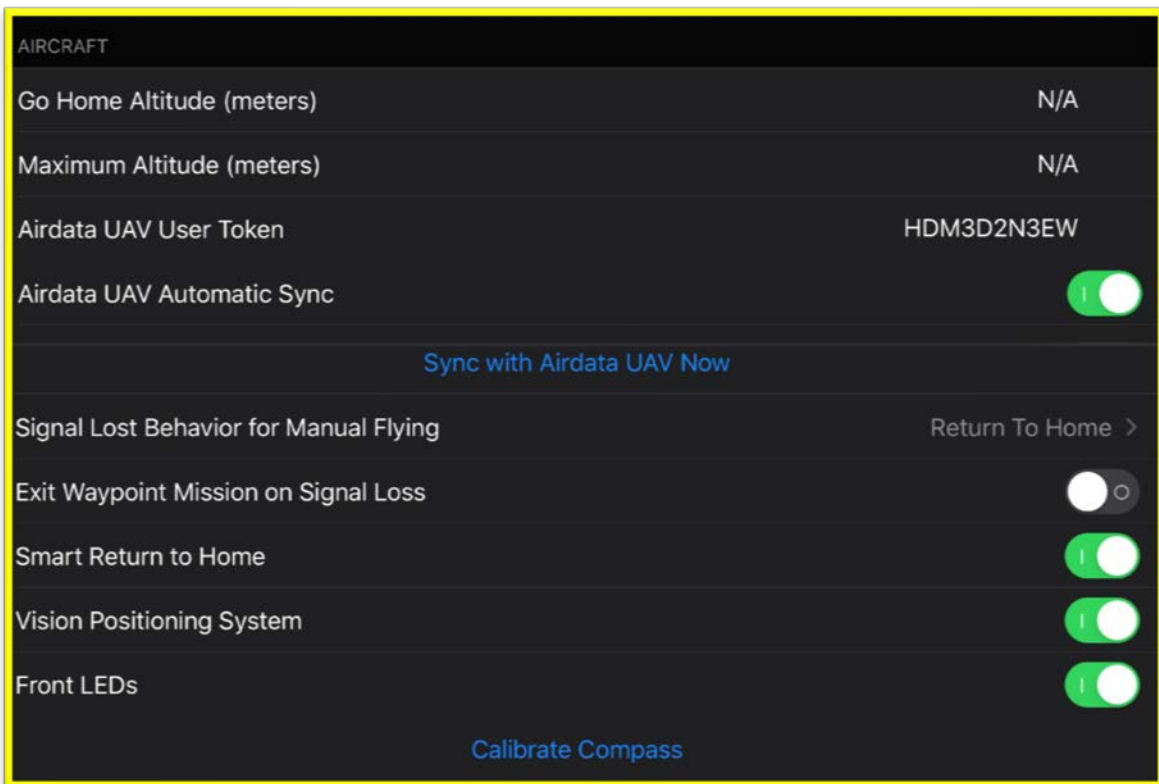 AIRCRAFT
Go Home Altitude (meters) N/A
Maximum Altitude (meters) N/A
Airdata UAV User Token HDM3D2N3EW
Airdata UAV Automatic Sync
Sync with Airdata UAV Now
Signal Lost Behavior for Manual Flying Return To Home >
Exit Waypoint Mission on Signal Loss
Smart Return to Home
Vision Positioning System
Front LEDs
Calibrate Compass